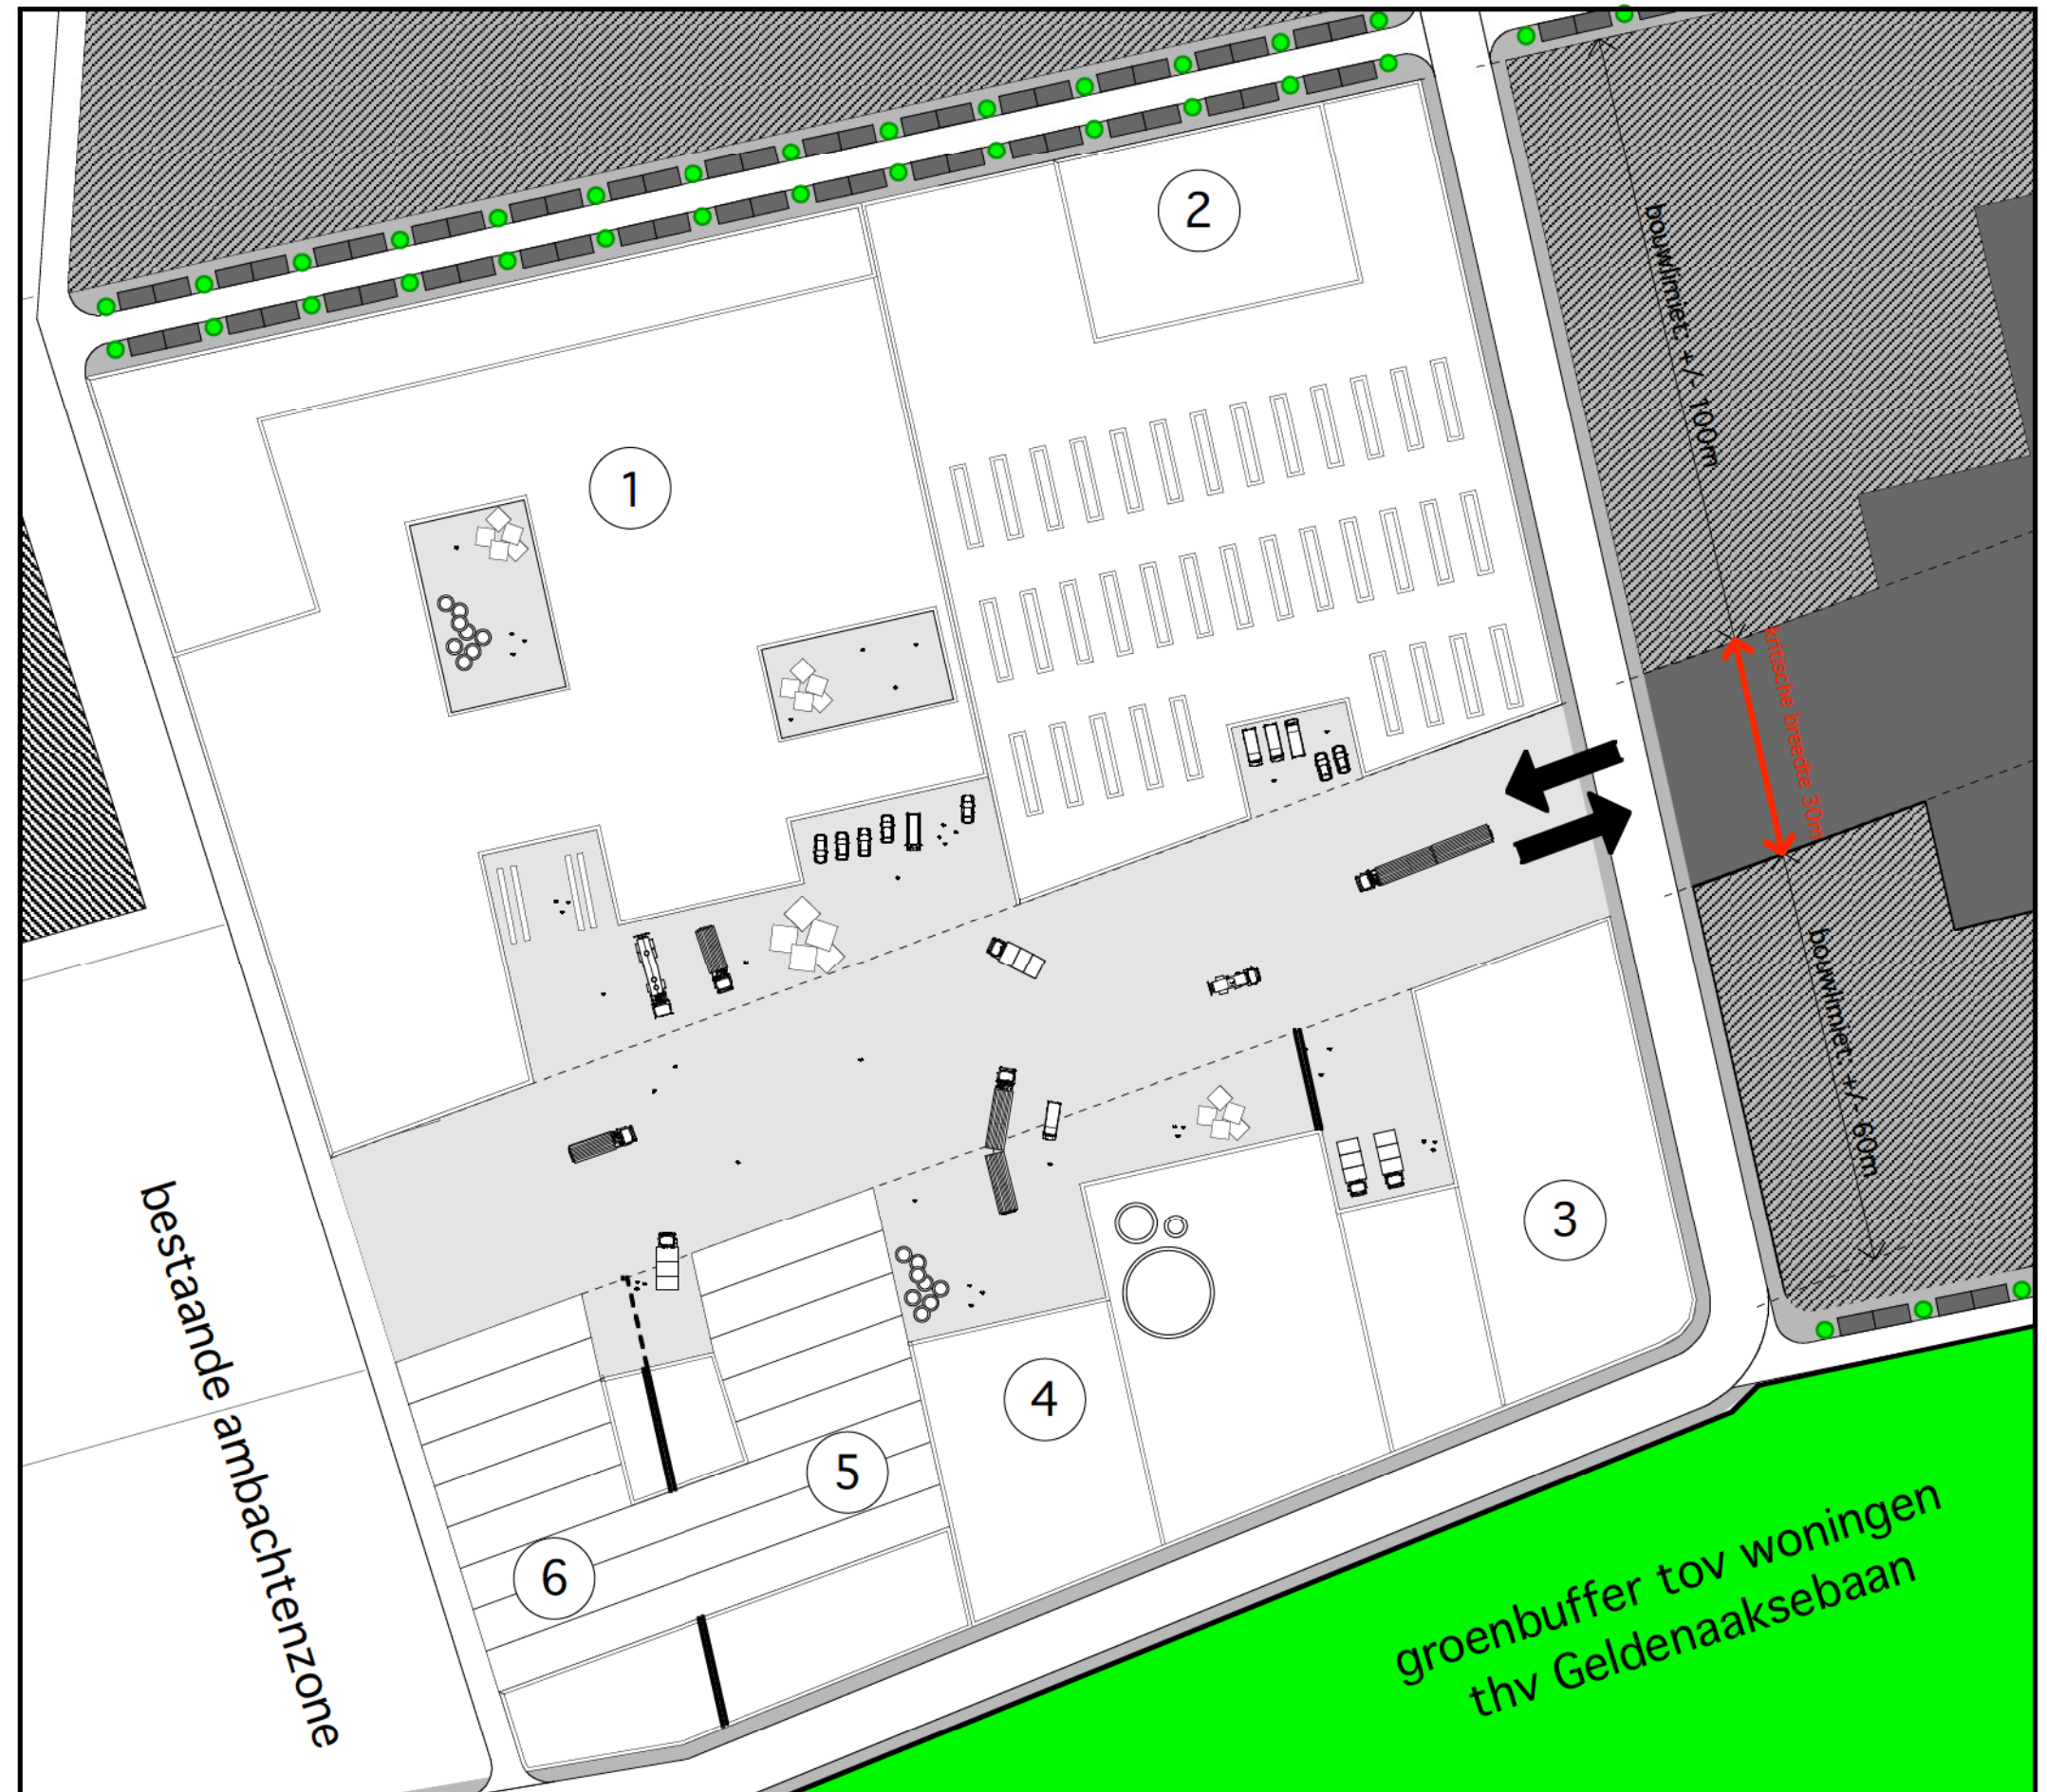 2
bouwlimiet: +/- 100m
1
kritische breedte 30m
bouwlimiet: +/- 60m
3
bestaande ambachtenzone
4
5
6
groenbuffer tov woningen
thv Geldenaaksebaan